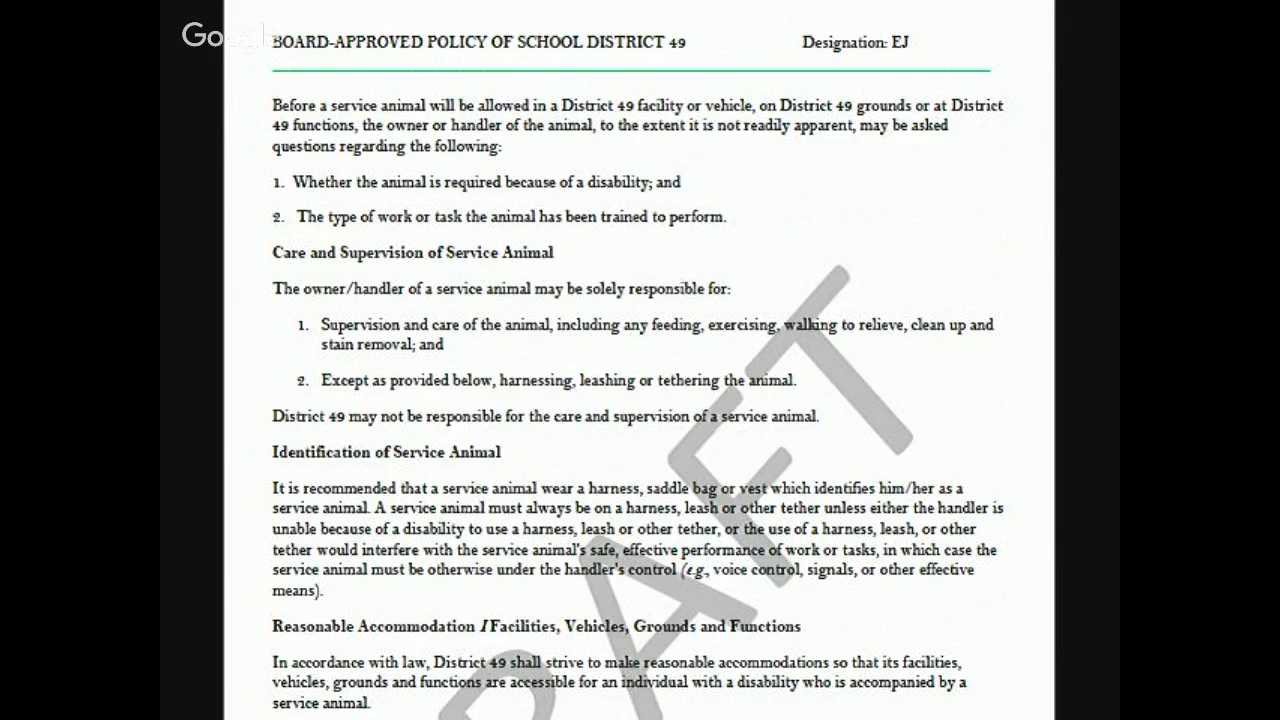 Google
BOARD-APPROVED POLICY OF SCHOOL DISTRICT 49 Designation: EJ
Before a service animal will be allowed in a District 49 facility or vehicle, on District 49 grounds or at District
49 functions, the owner or handler of the animal, to the extent it is not readily apparent, may be asked
questions regarding the following:
1. Whether the animal is required because of a disability; and
2. The type of work or task the animal has been trained to perform.
Care and Supervision of Service Animal
The owner/handler of a service animal may be solely responsible for:
1. Supervision and care of the animal, including any feeding, exercising, walking to relieve, clean up and
stain removal; and
2. Except as provided below, harnessing, leashing or tethering the animal.
District 49 may not be responsible for the care and supervision of a service animal.
Identification of Service Animal
It is recommended that a service animal wear a harness, saddle bag or vest which identifies him/her as a
service animal. A service animal must always be on a harness, leash or other tether unless either the handler is
unable because of a disability to use a harness, leash or other tether, or the use of a harness, leash, or other
tether would interfere with the service animal's safe, effective performance of work or tasks, in which case the
service animal must be otherwise under the handler's control (e.g., voice control, signals, or other effective
means).
Reasonable Accommodation / Facilities, Vehicles, Grounds and Functions
In accordance with law, District 49 shall strive to make reasonable accommodations so that its facilities,
vehicles, grounds and functions are accessible for an individual with a disability who is accompanied by a
service animal.
RAFT